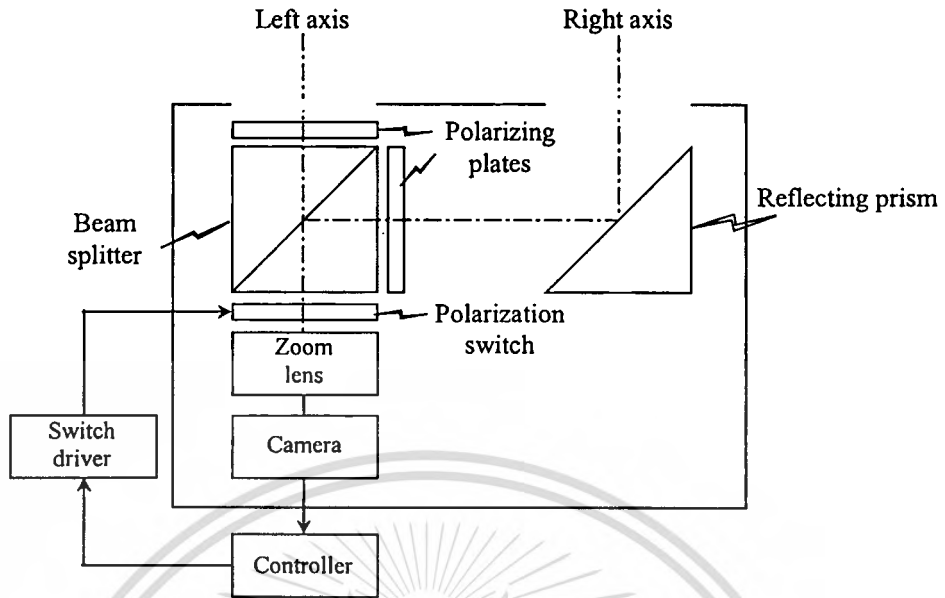 Left axis
Right axis
Polarizing
plates
Beam
splitter
Reflecting prism
Polarization
switch
Zoom
lens
Switch
driver
Camera
Controller